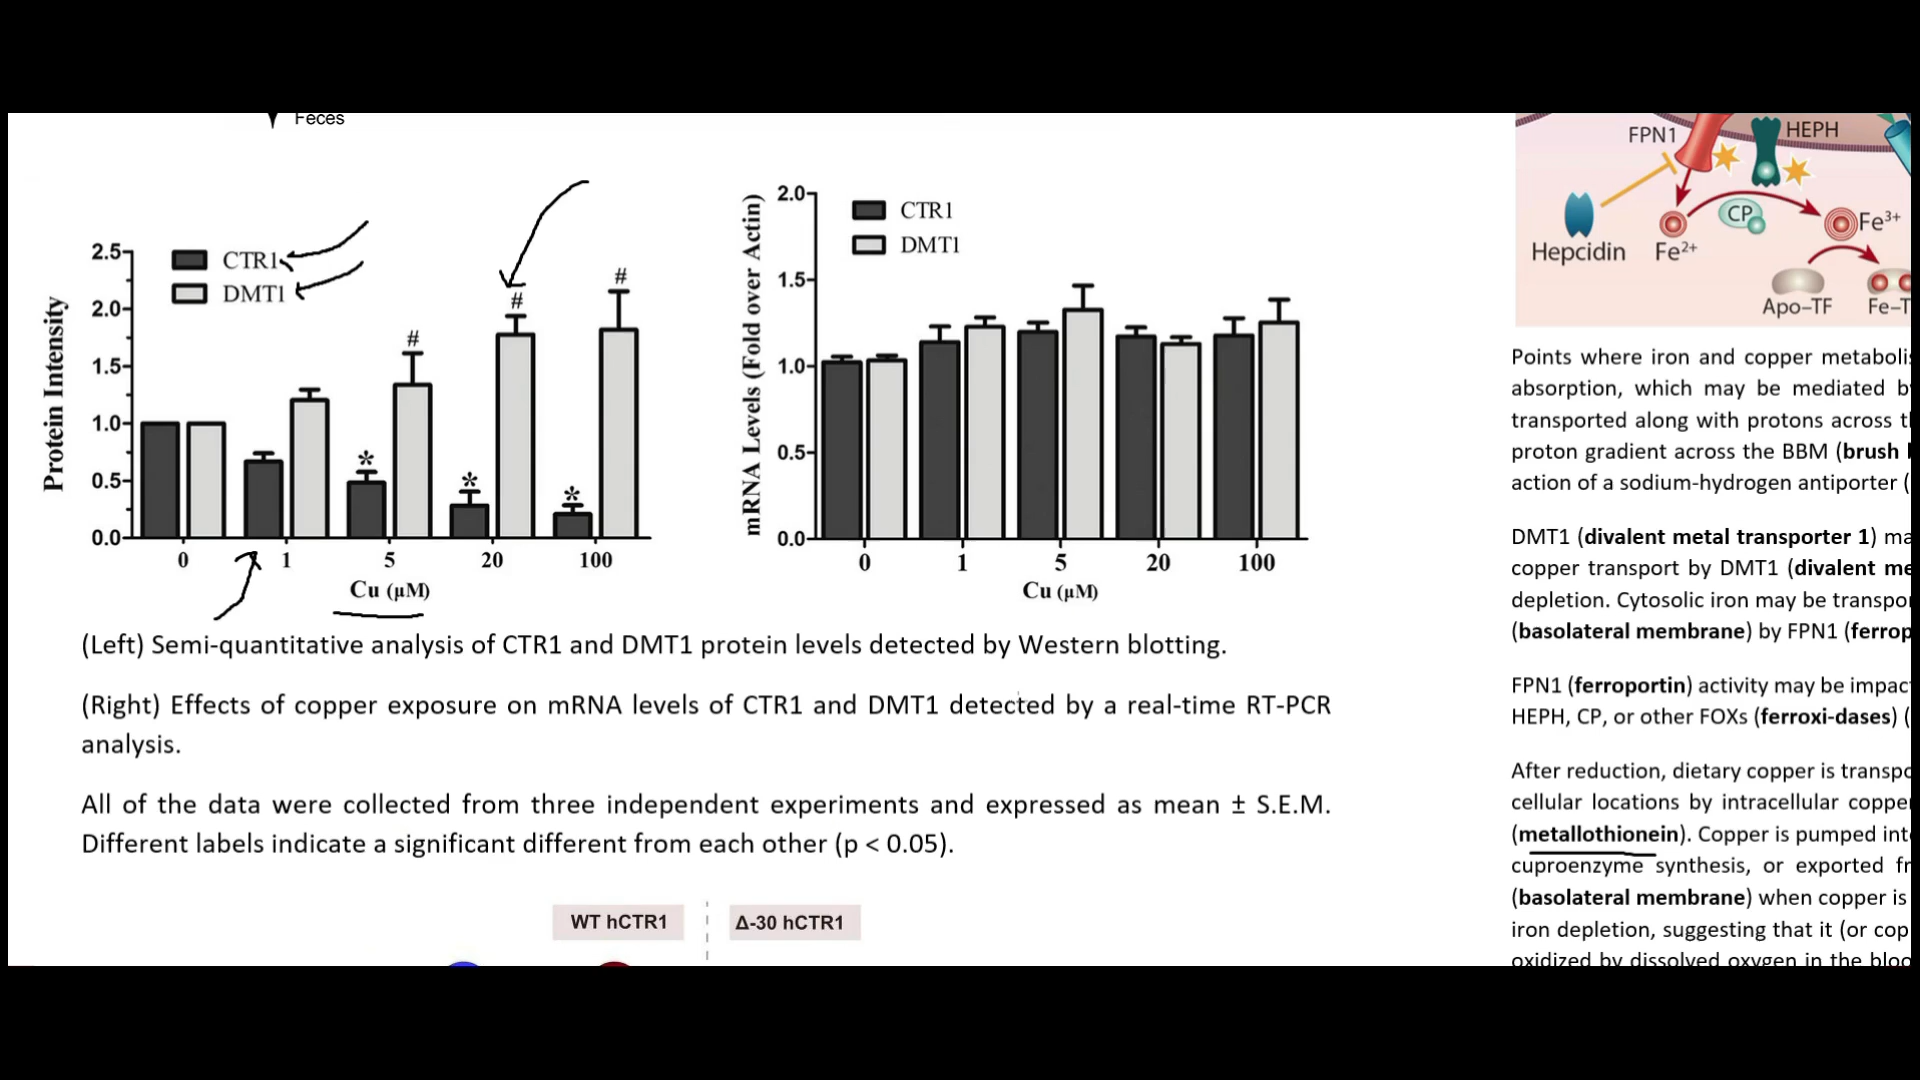 Feces
2.5
2.0
1.5
1.0
0.5
0.0
Protein Intensity
CTR1
DMT1
#
#
#
*
*
*
0 1 5 20 100
Cu (µM)
2.0
1.5
1.0
0.5
0.0
mRNA Levels (Fold over Actin)
CTR1
DMT1
0 1 5 20 100
Cu (µM)
(Left) Semi-quantitative analysis of CTR1 and DMT1 protein levels detected by Western blotting.
(Right) Effects of copper exposure on mRNA levels of CTR1 and DMT1 detected by a real-time RT-PCR
analysis.
All of the data were collected from three independent experiments and expressed as mean ± S.E.M.
Different labels indicate a significant different from each other (p < 0.05).
WT hCTR1
Δ-30 hCTR1
FPN1
HEPH
CP
Fe3+
Hepcidin
Fe2+
Apo–TF
Fe–T
Points where iron and copper
absorption, which may be mediated
transported along with protons across
proton gradient across the BBM (brush
action of a sodium-hydrogen antiporter (
DMT1 (divalent metal transporter 1)
copper transport by DMT1 (divalent
depletion. Cytosolic iron may be
(basolateral membrane) by FPN1
FPN1 (ferroportin) activity may be
HEPH, CP, or other FOXs (ferroxi-dases) (
After reduction, dietary copper is
cellular locations by intracellular
(metallothionein). Copper is pumped
cuproenzyme synthesis, or exported
(basolateral membrane) when copper is
iron depletion, suggesting that it (or
oxidized by dissolved oxygen in the